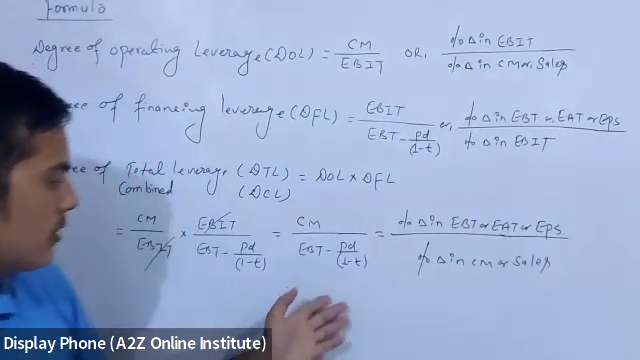 Formula
Degree of operating Leverage (DOL) = CM / EBIT OR, % Δ in EBIT / % Δ in CM or Sales
ee of financing leverage (DFL) = EBIT / EBT - pd/(1-t) or, % Δ in EBT or EAT or EPS / % Δ in EBIT
ee of Total leverage (DTL) = DOL × DFL
Combined (DCL)
= CM / EBIT × EBIT / EBT - pd/(1-t) = CM / EBT - pd/(1-t) = % Δ in EBT or EAT or EPS / % Δ in CM or Sales
Display Phone (A2Z Online Institute)